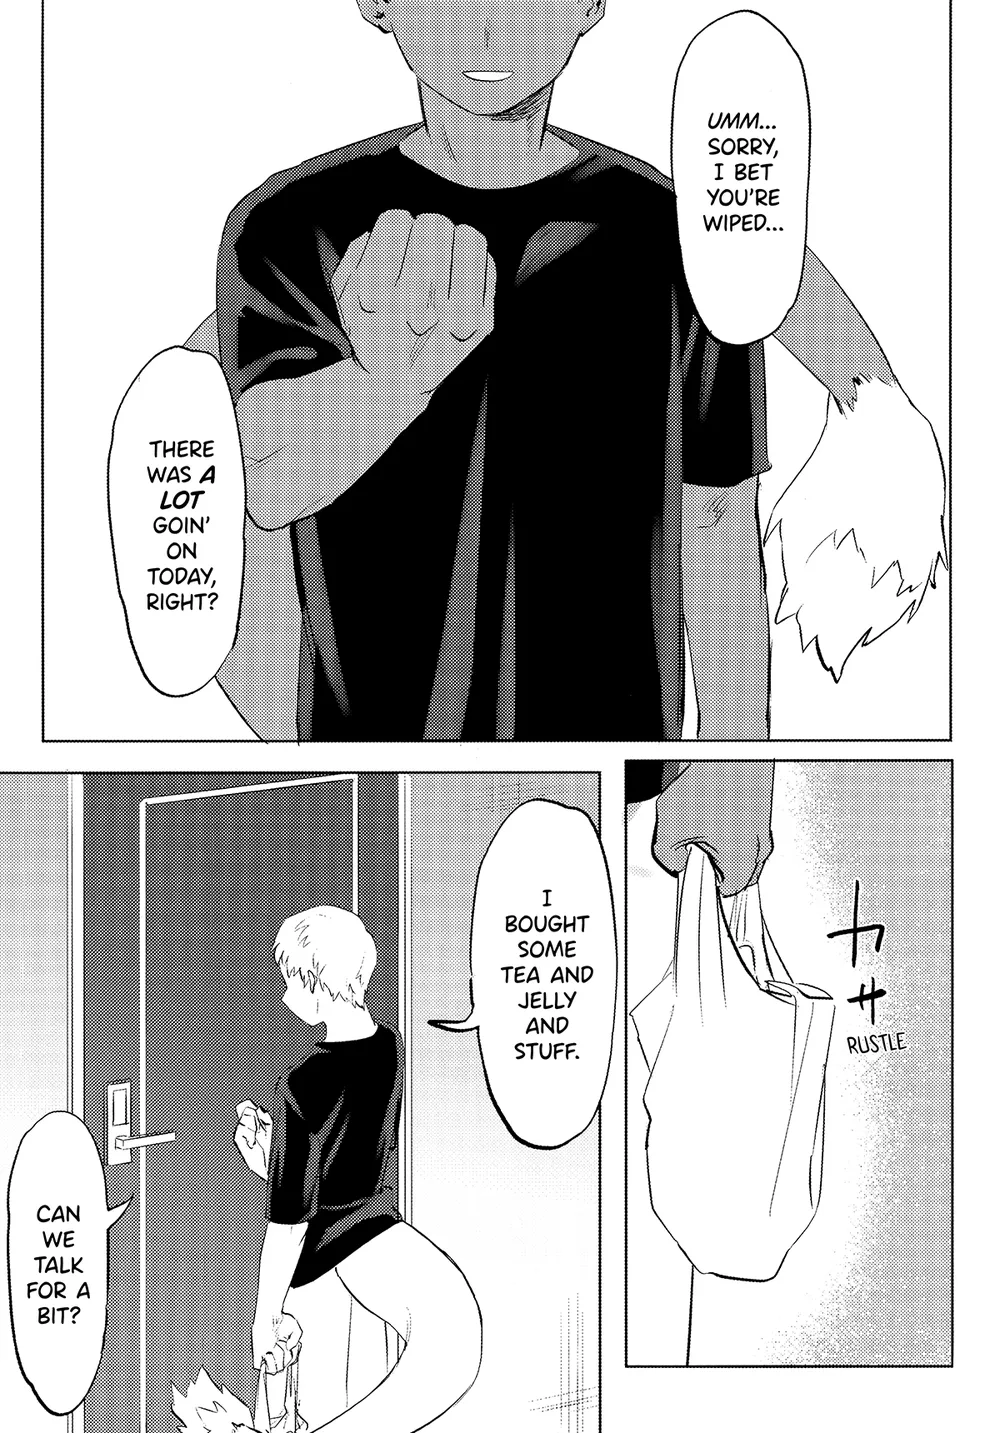 UMM...
SORRY,
I BET
YOU'RE
WIPED...
THERE
WAS A
LOT
GOIN'
ON
TODAY,
RIGHT?
カサ
RUSTLE
I
BOUGHT
SOME
TEA AND
JELLY
AND
STUFF.
CAN
WE
TALK
FOR A
BIT?